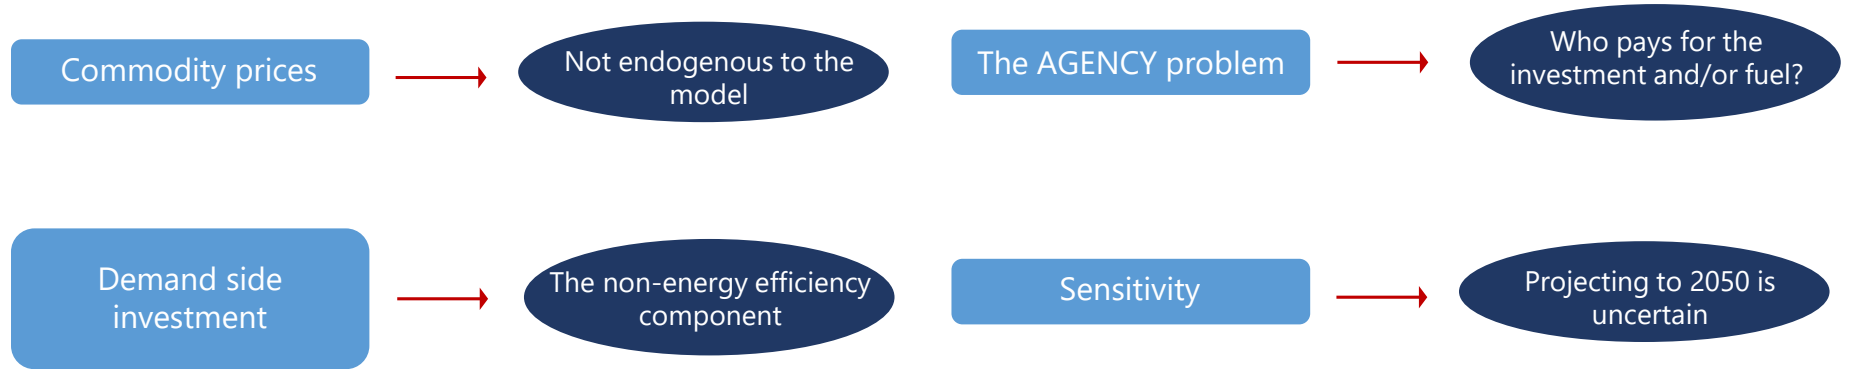 Commodity prices
Not endogenous to the
model
The AGENCY problem
Who pays for the
investment and/or fuel?
Demand side
investment
The non-energy efficiency
component
Sensitivity
Projecting to 2050 is
uncertain